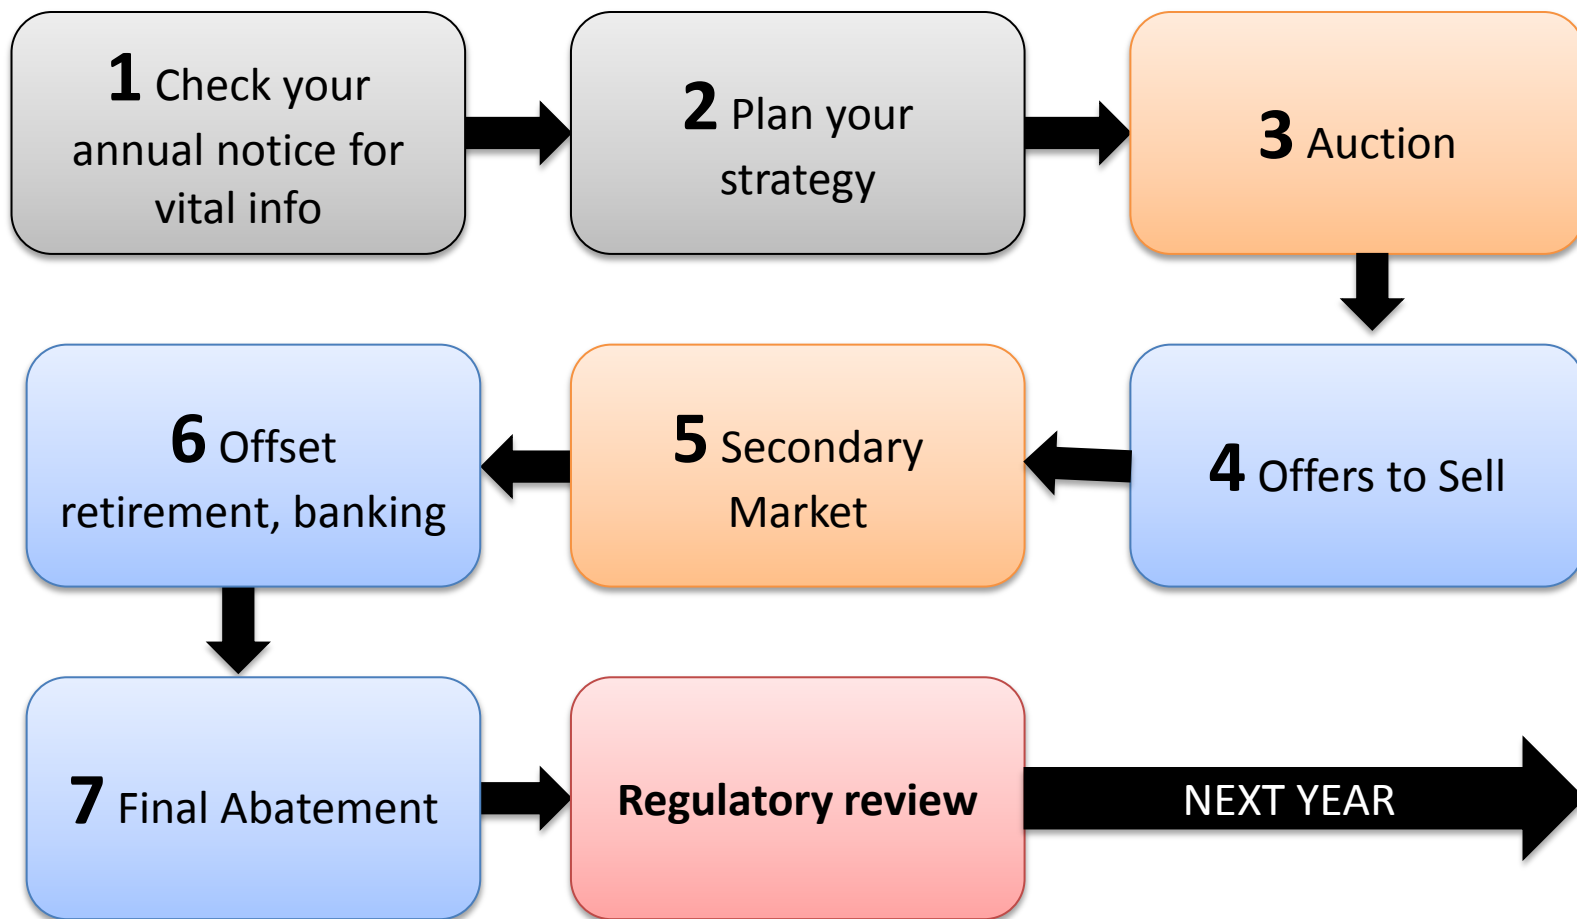 1 Check your
annual notice for
vital info
2 Plan your
strategy
3 Auction
4 Offers to Sell
5 Secondary
Market
6 Offset
retirement, banking
7 Final Abatement
Regulatory review
NEXT YEAR